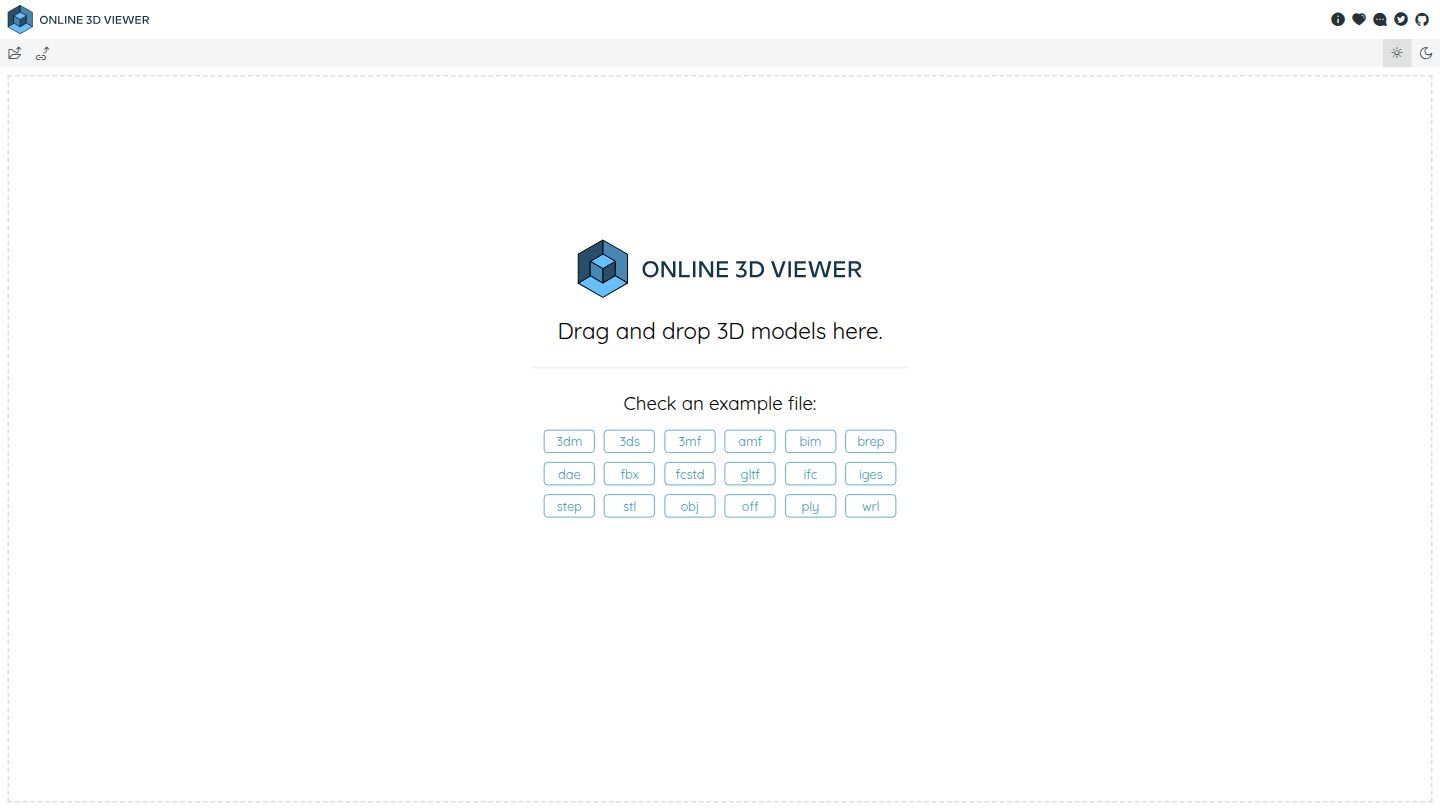 ONLINE 3D VIEWER
ONLINE 3D VIEWER
Drag and drop 3D models here.
Check an example file:
3dm 3ds 3mf amf bim brep
dae fbx fcstd gltf ifc iges
step stl obj off ply wrl